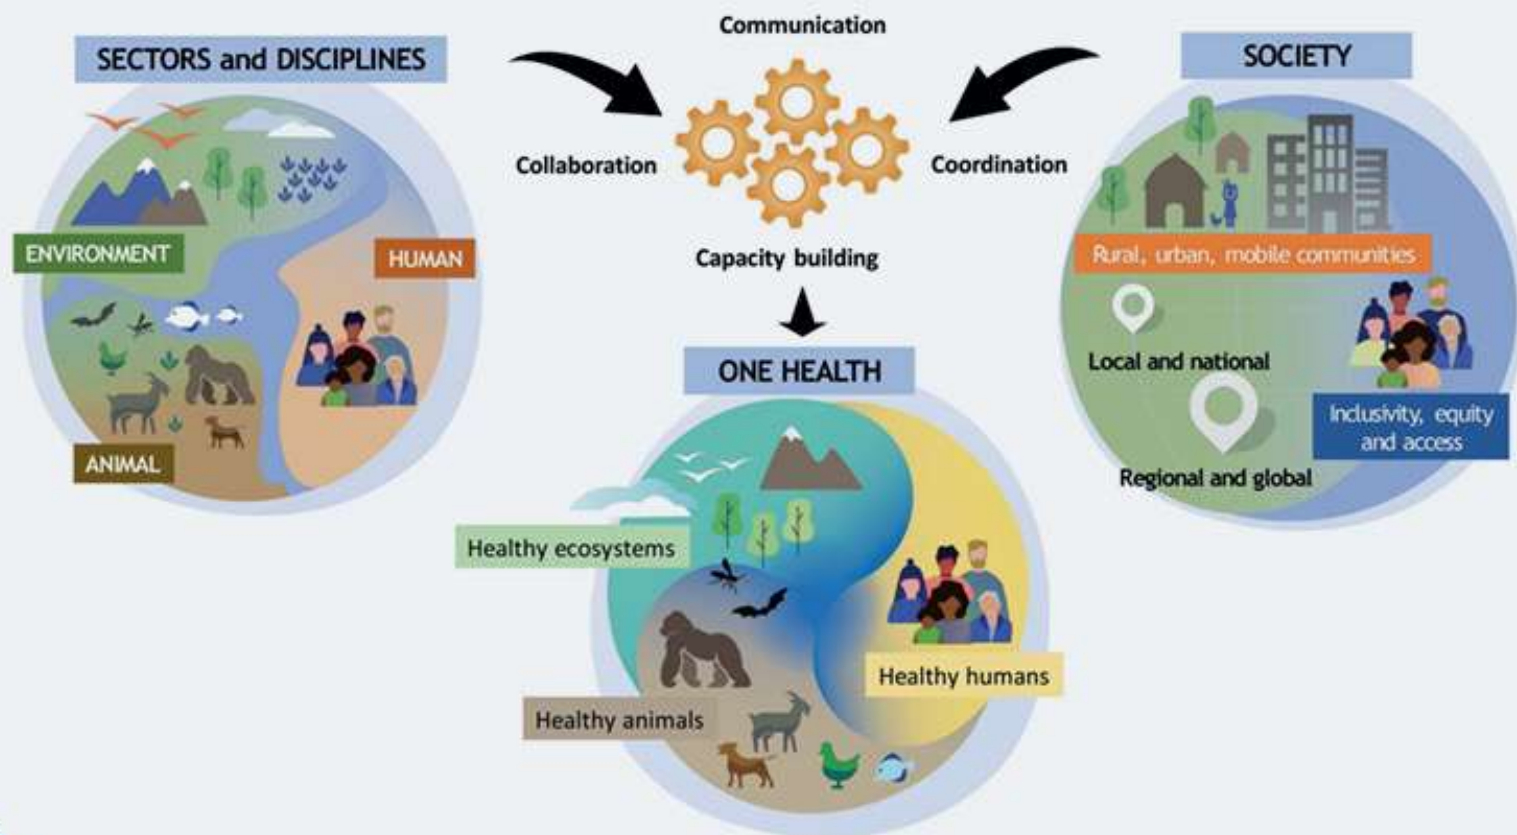 Communication
SECTORS and DISCIPLINES
SOCIETY
Collaboration
Coordination
ENVIRONMENT
HUMAN
Rural, urban, mobile communities
Capacity building
Local and national
ONE HEALTH
Inclusivity, equity
and access
ANIMAL
Regional and global
Healthy ecosystems
Healthy humans
Healthy animals